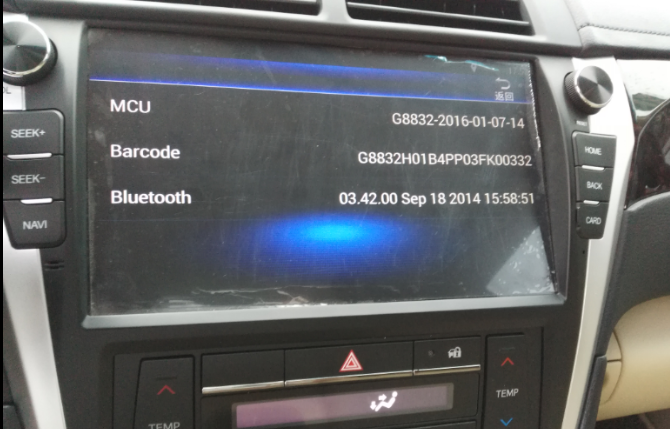 返回
MCU G8832-2016-01-07-14
Barcode G8832H01B4PP03FK00332
Bluetooth 03.42.00 Sep 18 2014 15:58:51
SEEK+
SEEK-
NAVI
HOME
BACK
CARD
TEMP
TEMP